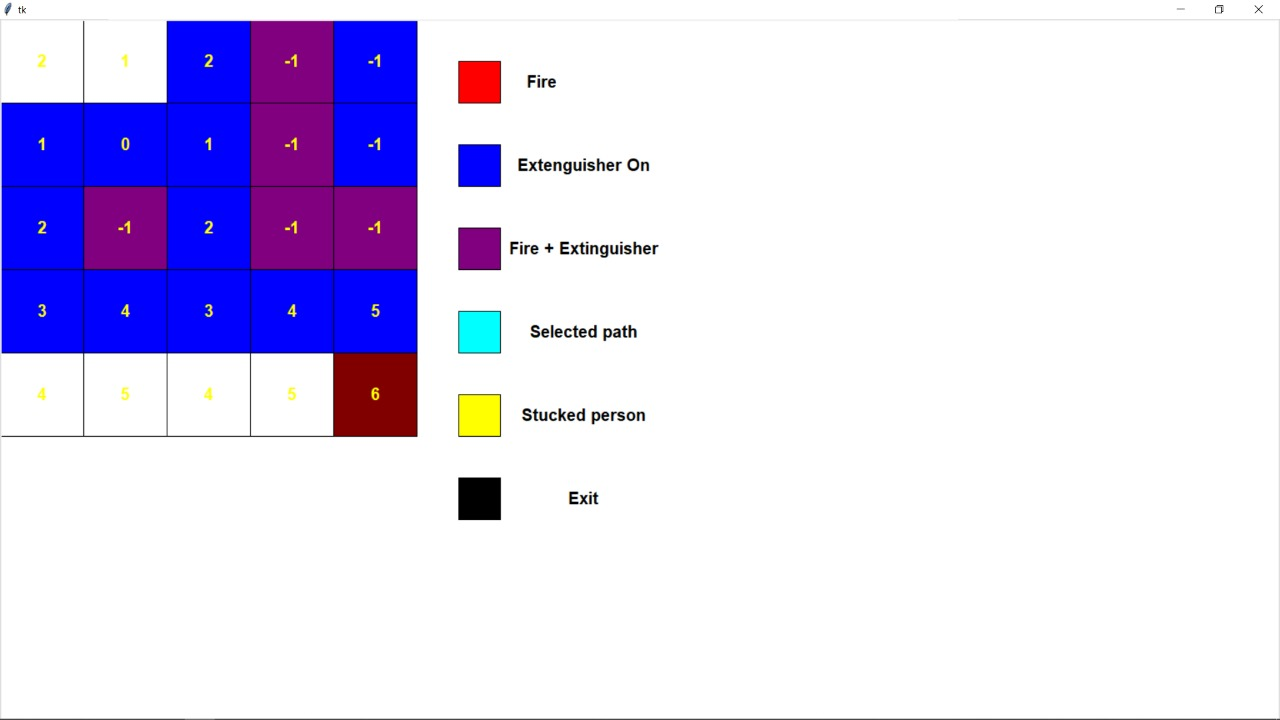 tk
2 1 2 -1 -1
Fire
1 0 1 -1 -1
Extenguisher On
2 -1 2 -1 -1
Fire + Extinguisher
3 4 3 4 5
Selected path
4 5 4 5 6
Stucked person
Exit